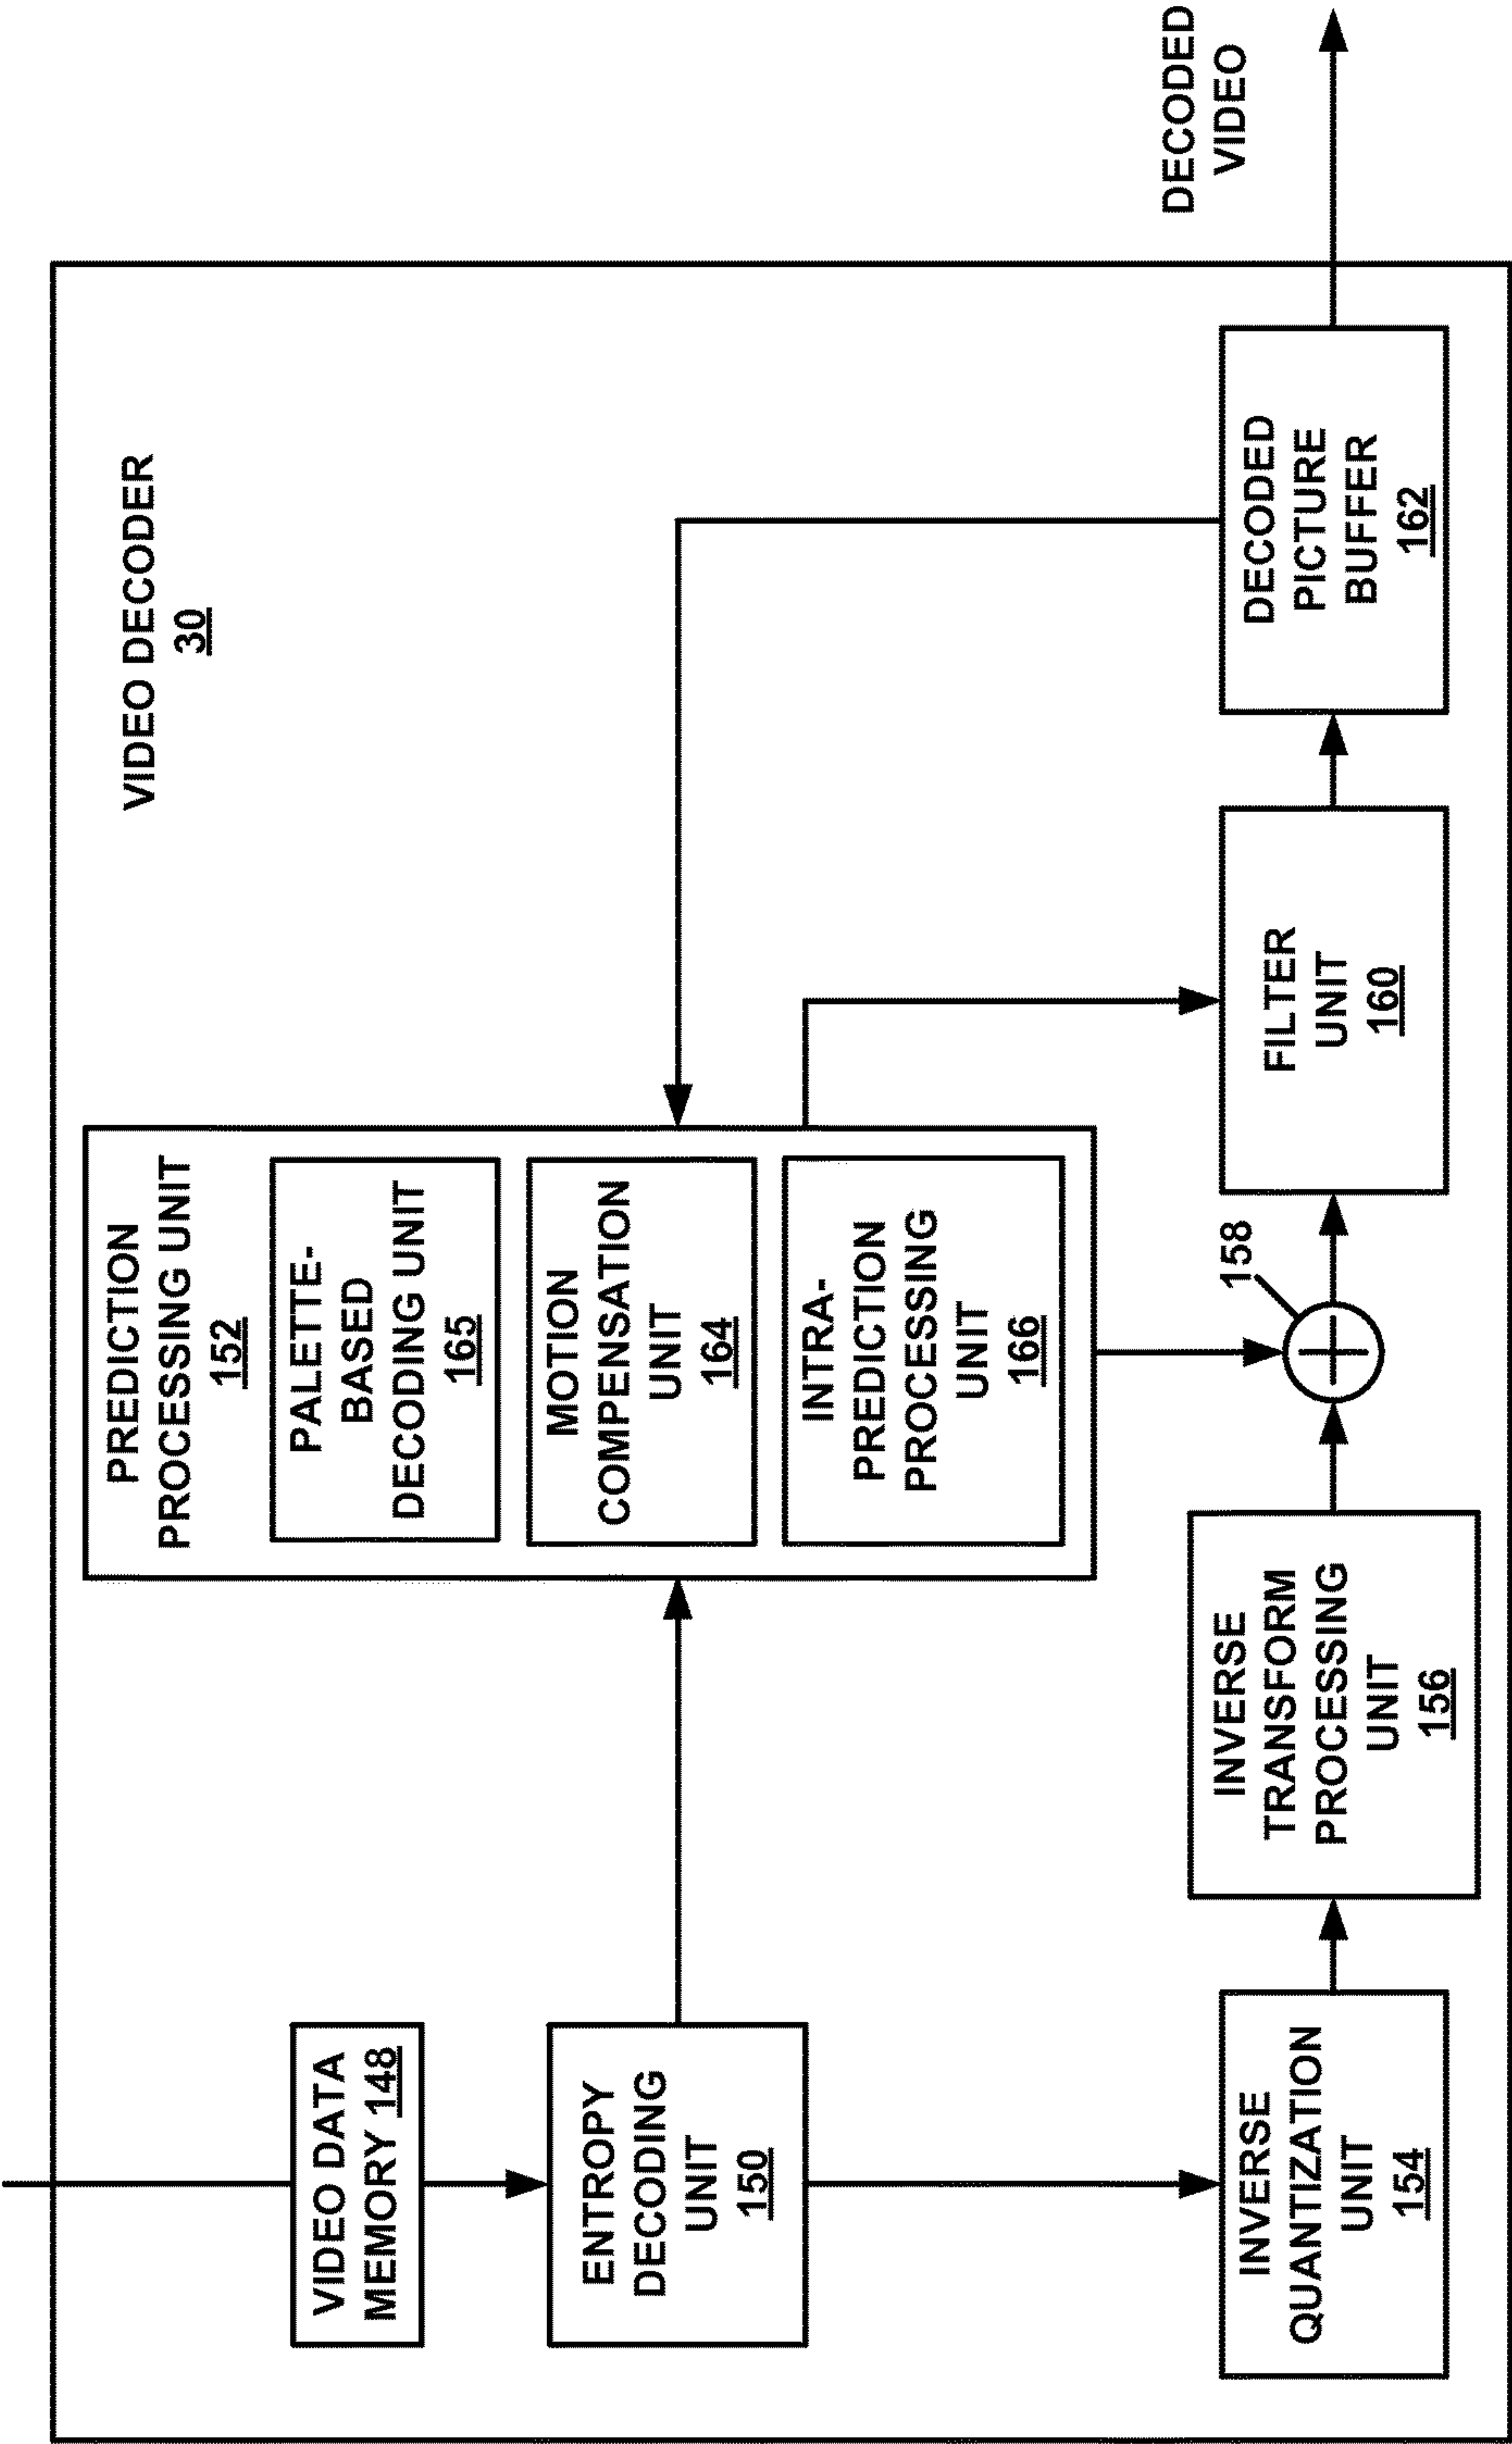 VIDEO DECODER
30
VIDEO DATA
MEMORY 148
ENTROPY
DECODING
UNIT
150
PREDICTION
PROCESSING UNIT
152
PALETTE-
BASED
DECODING UNIT
165
MOTION
COMPENSATION
UNIT
164
INTRA-
PREDICTION
PROCESSING
UNIT
166
INVERSE
QUANTIZATION
UNIT
154
INVERSE
TRANSFORM
PROCESSING
UNIT
156
158
FILTER
UNIT
160
DECODED
PICTURE
BUFFER
162
DECODED
VIDEO